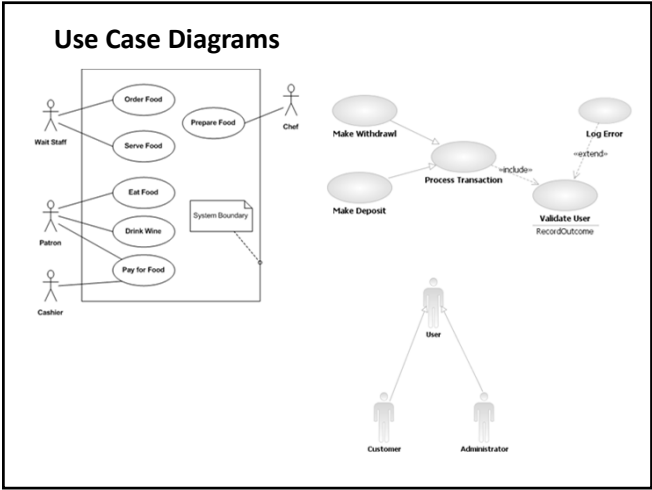 Use Case Diagrams
Order Food
Wait Staff
Serve Food
Prepare Food
Chef
Eat Food
Patron
Drink Wine
System Boundary
Pay for Food
Cashier
Make Withdrawl
Log Error
Process Transaction
«include»
«extend»
Make Deposit
Validate User
RecordOutcome
User
Customer
Administrator